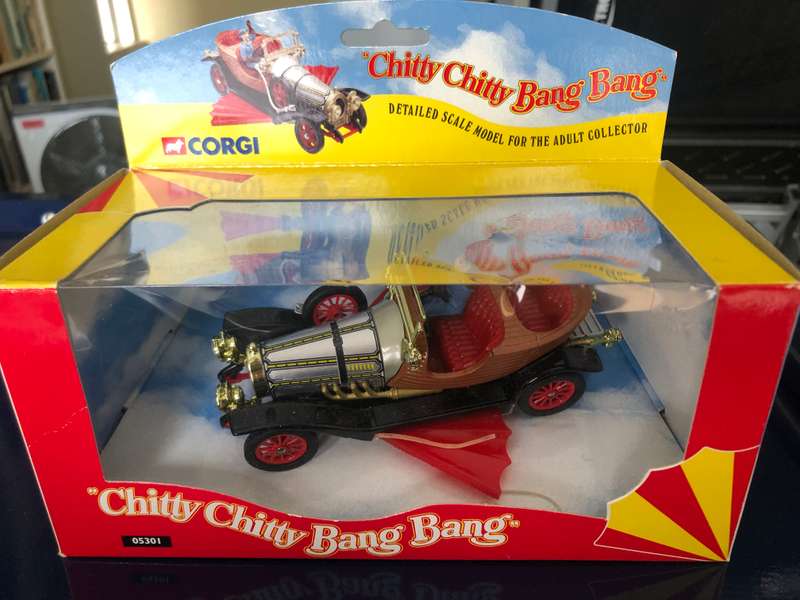 "Chitty Chitty Bang Bang"
DETAILED SCALE MODEL FOR THE ADULT COLLECTOR
CORGI
"Chitty Chitty Bang Bang"
05301